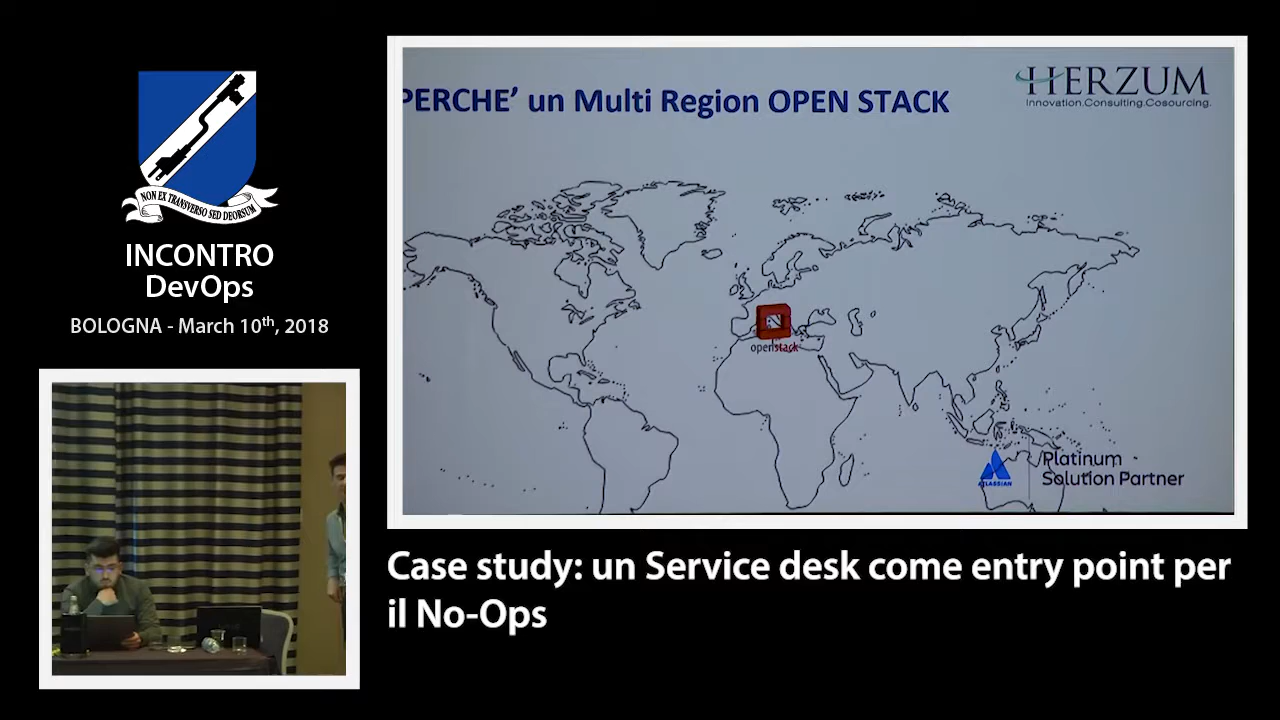 NON EX TRANSVERSO SED DEORSUM
INCONTRO
DevOps
BOLOGNA - March 10th, 2018
PERCHE' un Multi Region OPEN STACK
HERZUM
Innovation.Consulting.Cosourcing.
openstack
ATLASSIAN
Platinum
Solution Partner
Case study: un Service desk come entry point per
il No-Ops